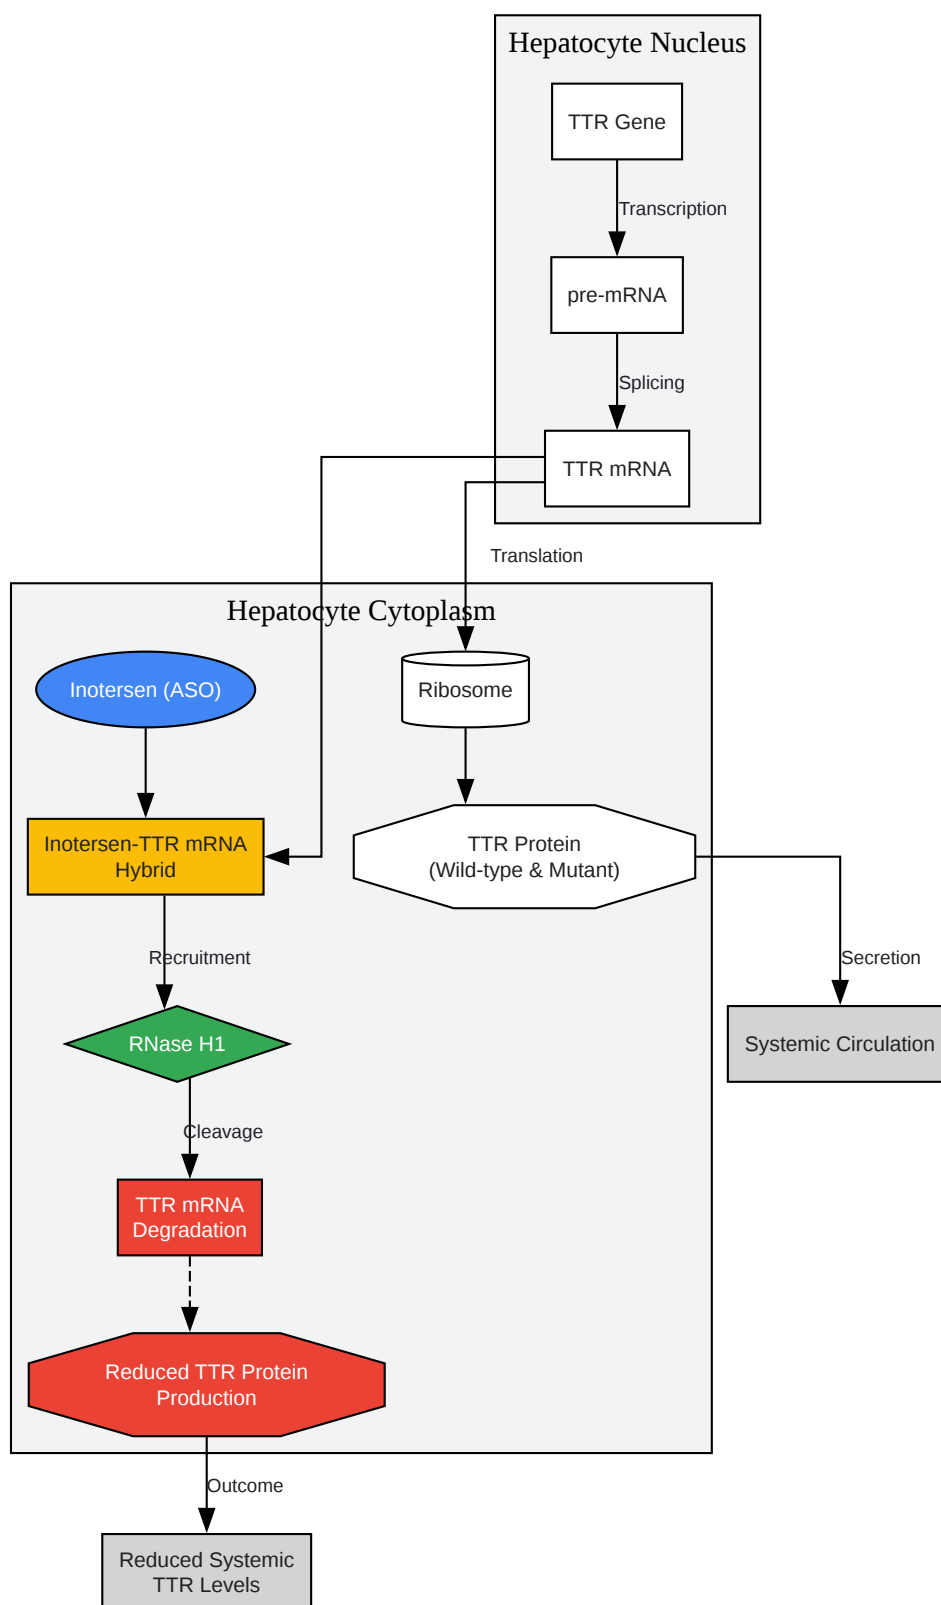 Hepatocyte Nucleus
TTR Gene
Transcription
pre-mRNA
Splicing
TTR mRNA
Translation
Hepatocyte Cytoplasm
Inotersen (ASO)
Ribosome
Inotersen-TTR mRNA
Hybrid
TTR Protein
(Wild-type & Mutant)
Recruitment
Secretion
RNase H1
Systemic Circulation
Cleavage
TTR mRNA
Degradation
Reduced TTR Protein
Production
Outcome
Reduced Systemic
TTR Levels